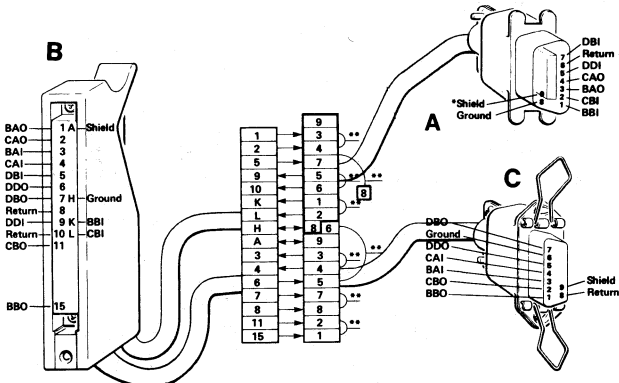 B
BAO 1 A Shield
CAO 2
BAI 3
CAI 4
DBI 5
DDO 6
DBO 7 H Ground
Return 8
DDI 9 K BBI
Return 10 L CBI
CBO 11
BBO 15
9
1 3 **
2 4
5 7
9 5 ** **
10 6
8
K 1 **
L 2
H 8 6
A 9 ** **
3 3
4 4
6 5
7 7 **
8 8
11 2 **
15 1
A
7 DBI
6 Return
5 DDI
4 CAO
3 BAO
2 CBI
1 BBI
*Shield 9
Ground 8
C
DBO 7
Ground 6
DDO 5
CAI 4
BAI 3
CBO 2
BBO 1
9 Shield
8 Return